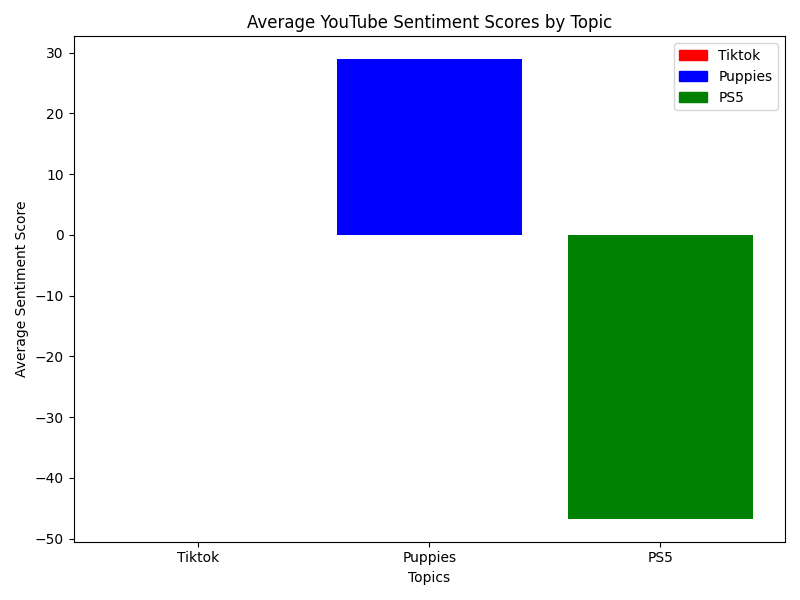 Average YouTube Sentiment Scores by Topic
Tiktok
Puppies
PS5
30
20
10
0
−10
−20
−30
−40
−50
Average Sentiment Score
Tiktok
Puppies
PS5
Topics